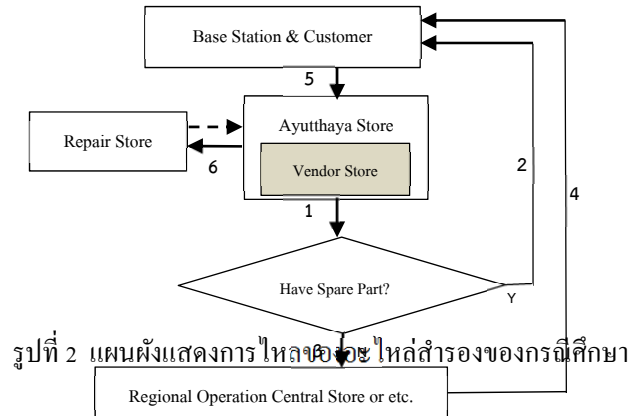 Base Station & Customer
5
Ayutthaya Store
Repair Store
Vendor Store
6
2
4
1
Have Spare Part?
Y
3
รูปที่ 2 แผนผังแสดงการไหลของอะไหล่สำรองของกรณีศึกษา
Regional Operation Central Store or etc.